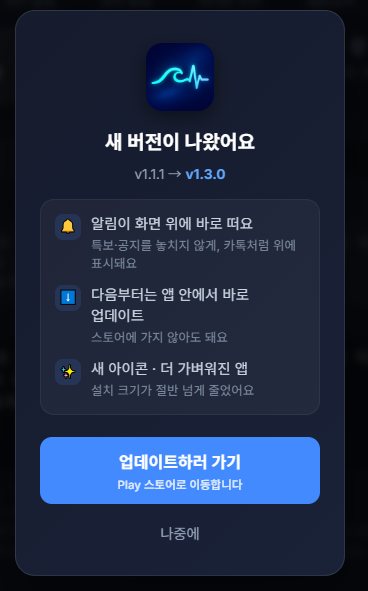 새 버전이 나왔어요
v1.1.1 → v1.3.0
알림이 화면 위에 바로 떠요
특보·공지를 놓치지 않게, 카톡처럼 위에
표시돼요
다음부터는 앱 안에서 바로
업데이트
스토어에 가지 않아도 돼요
새 아이콘 · 더 가벼워진 앱
설치 크기가 절반 넘게 줄었어요
업데이트하러 가기
Play 스토어로 이동합니다
나중에